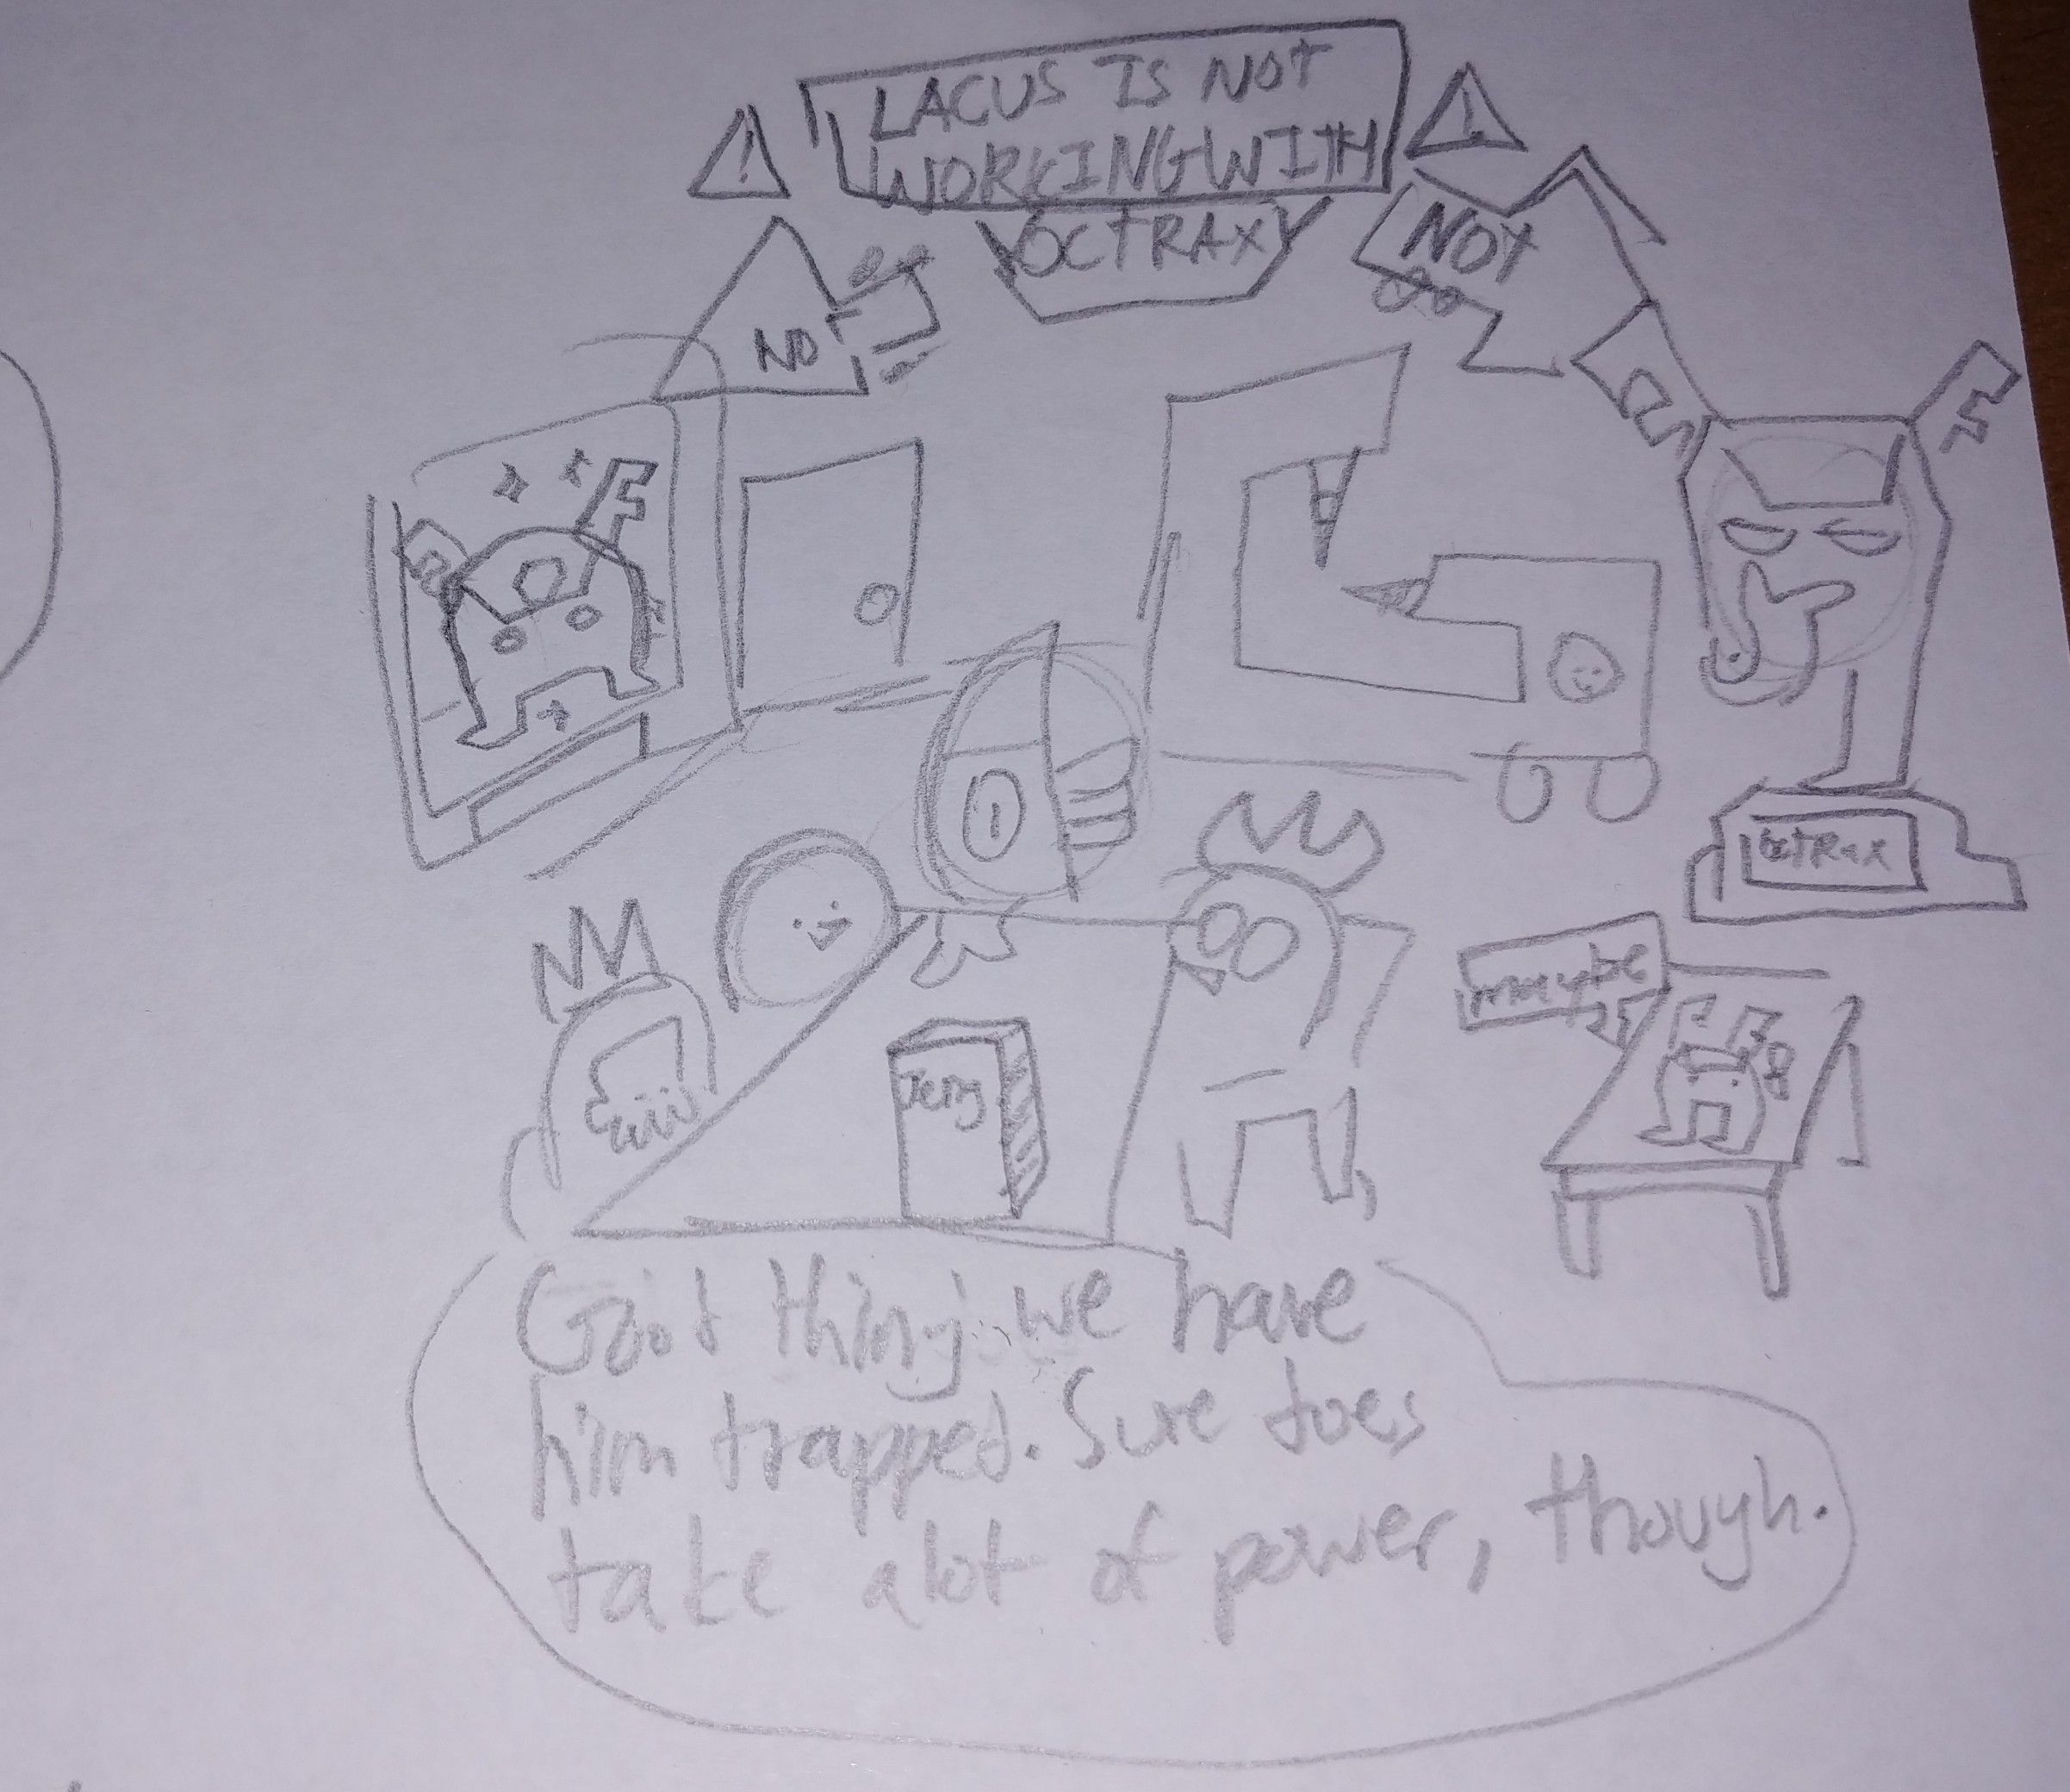 LACUS IS NOT
WORKING WITH
OCTRAX
NOT
NO
OCTRAX
maybe
Good thing we have
him trapped. Sure does
take alot of power, though.